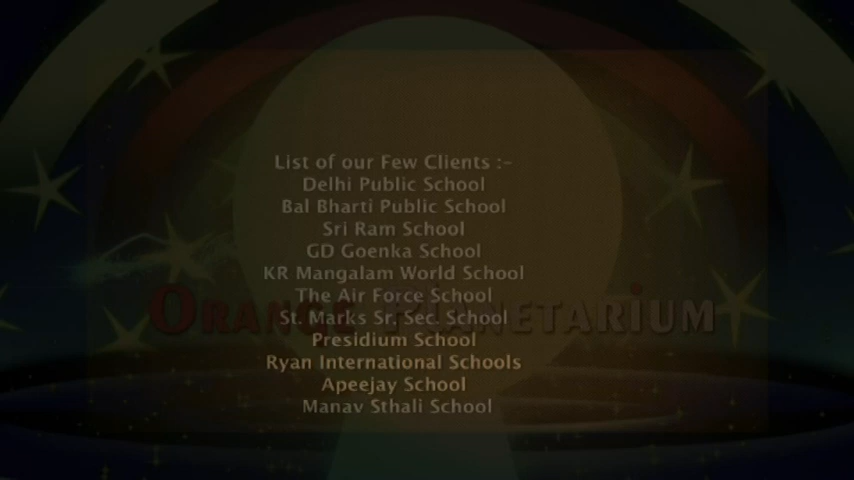 List of our Few Clients :-
Delhi Public School
Bal Bharti Public School
Sri Ram School
GD Goenka School
KR Mangalam World School
The Air Force School
ORANGE PLANETARIUM
St. Marks Sr. Sec. School
Presidium School
Ryan International Schools
Apeejay School
Manav Sthali School